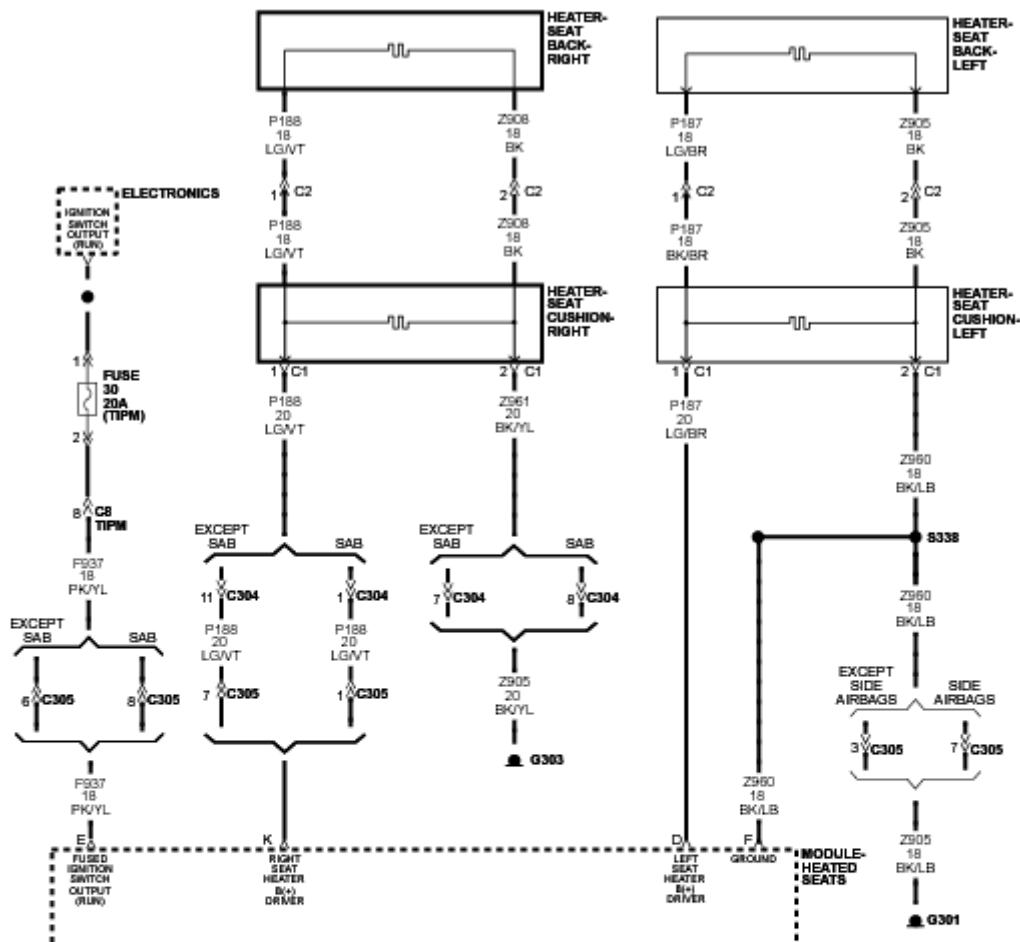 HEATER-
SEAT
BACK-
RIGHT
HEATER-
SEAT
BACK-
LEFT
P188
18
LG/VT
Z908
18
BK
P187
18
LG/BR
Z905
18
BK
1 C2
2 C2
1 C2
2 C2
P188
18
LG/VT
Z908
18
BK
P187
18
BK/BR
Z905
18
BK
ELECTRONICS
IGNITION
SWITCH
OUTPUT
(RUN)
HEATER-
SEAT
CUSHION-
RIGHT
HEATER-
SEAT
CUSHION-
LEFT
1
FUSE
30
20A
(TIPM)
2
8 C8
TIPM
F937
18
PK/YL
EXCEPT
SAB
SAB
6 C305
8 C305
F937
18
PK/YL
1 C1
2 C1
1 C1
2 C1
P188
20
LG/VT
Z961
20
BK/YL
P187
20
LG/BR
Z960
18
BK/LB
EXCEPT
SAB
SAB
11 C304
1 C304
P188
20
LG/VT
P188
20
LG/VT
7 C305
1 C305
EXCEPT
SAB
SAB
7 C304
8 C304
Z905
20
BK/YL
G303
S338
Z960
18
BK/LB
EXCEPT
SIDE
AIRBAGS
SIDE
AIRBAGS
3 C305
7 C305
Z960
18
BK/LB
Z905
18
BK/LB
G301
E
K
D
F
FUSED
IGNITION
SWITCH
OUTPUT
(RUN)
RIGHT
SEAT
HEATER
B(+)
DRIVER
LEFT
SEAT
HEATER
B(+)
DRIVER
GROUND
MODULE-
HEATED
SEATS